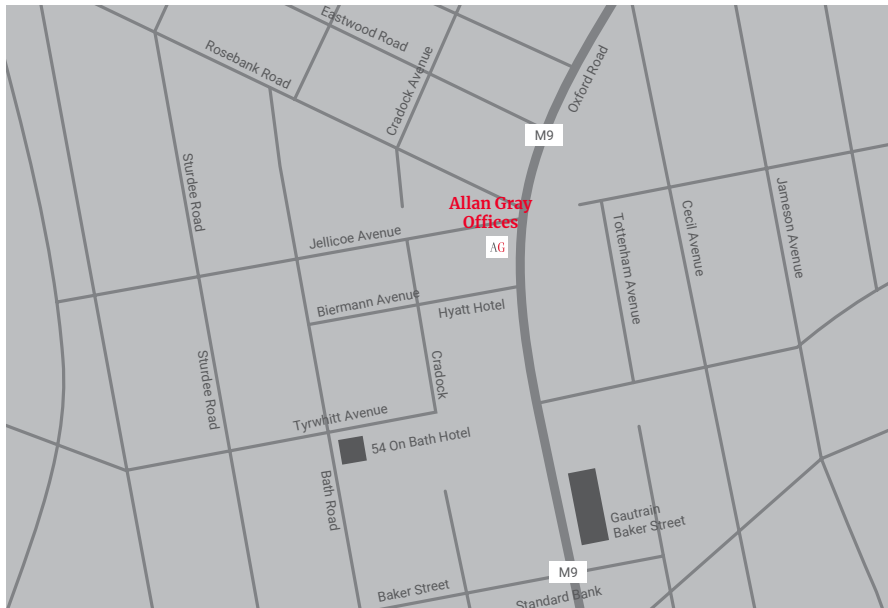 Eastwood Road
Rosebank Road
Cradock Avenue
Oxford Road
M9
Sturdee Road
Allan Gray
Offices
AG
Jellicoe Avenue
Tottenham Avenue
Cecil Avenue
Jameson Avenue
Biermann Avenue
Hyatt Hotel
Sturdee Road
Cradock
Tyrwhitt Avenue
54 On Bath Hotel
Bath Road
Gautrain
Baker Street
M9
Baker Street
Standard Bank